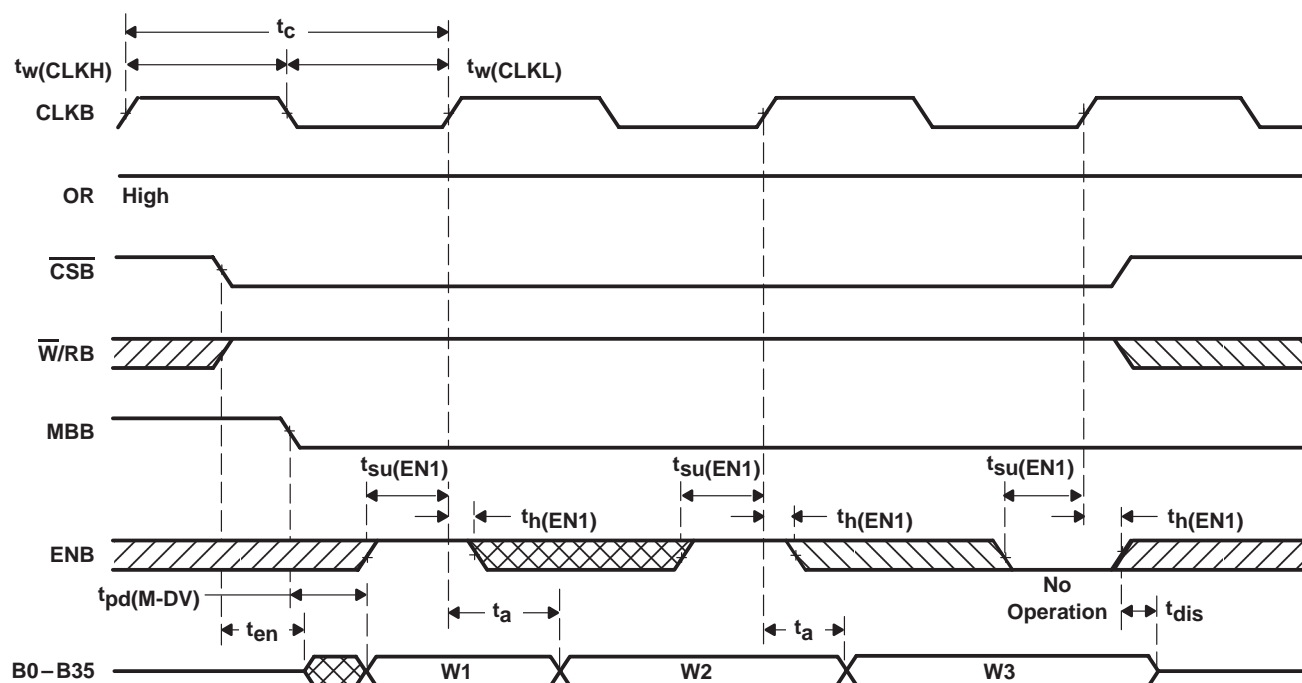 tc
tw(CLKH)
tw(CLKL)
CLKB
OR High
CSB
W/RB
MBB
tsu(EN1) tsu(EN1) tsu(EN1)
th(EN1) th(EN1) th(EN1)
ENB
No
Operation
tpd(M-DV)
ta ta tdis
ten
B0–B35 W1 W2 W3